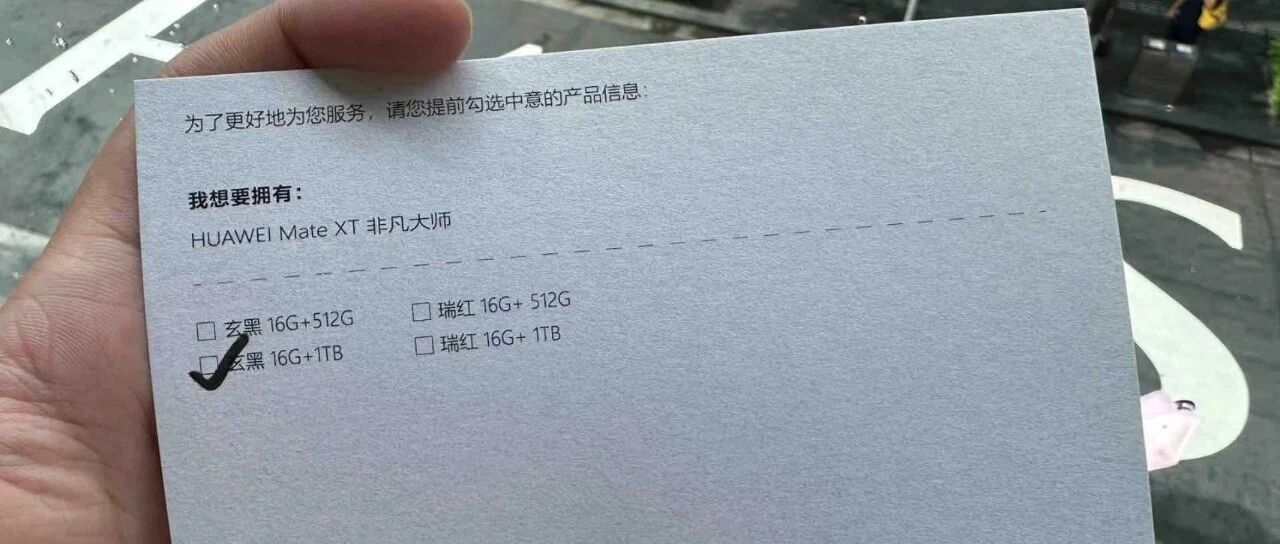 为了更好地为您服务，请您提前勾选中意的产品信息：
我想要拥有：
HUAWEI Mate XT 非凡大师
玄黑 16G+512G
瑞红 16G+ 512G
玄黑 16G+1TB
瑞红 16G+ 1TB